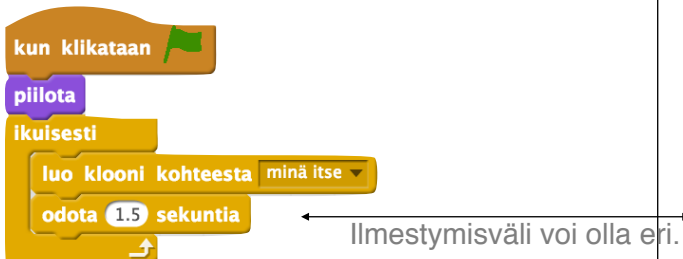 kun klikataan
piilota
ikuisesti
luo klooni kohteesta minä itse
odota 1.5 sekuntia
Ilmestymisväli voi olla eri.